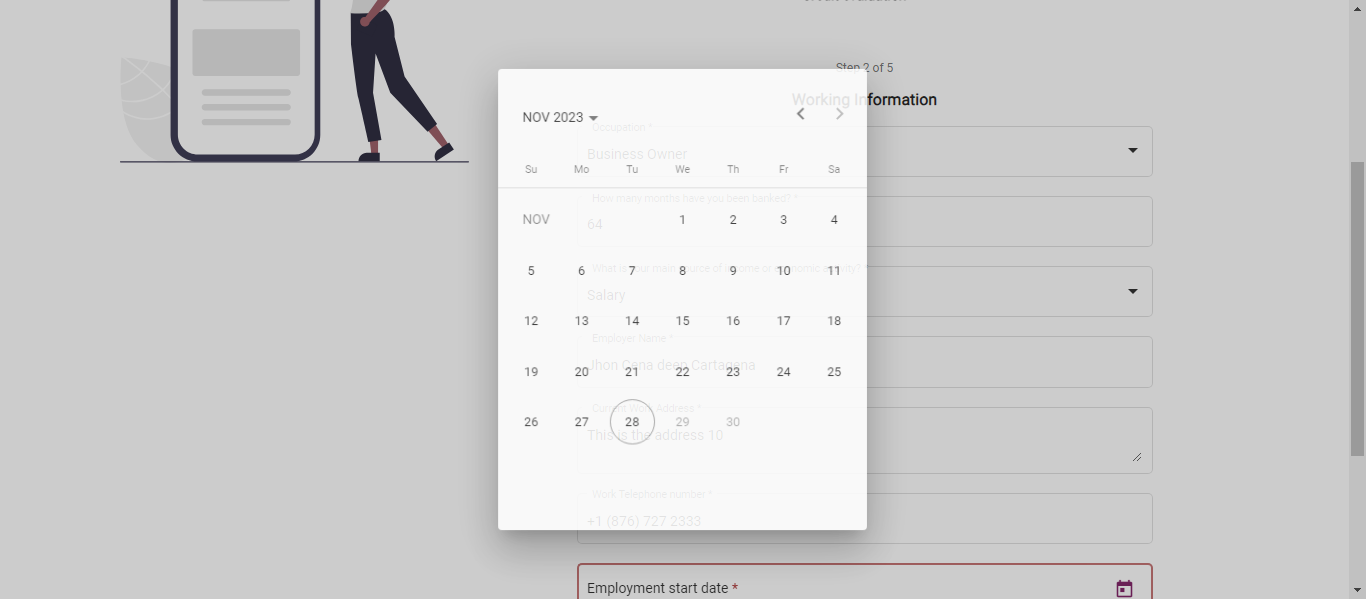 Credit evaluation
Step 2 of 5
Working Information
NOV 2023
Su Mo Tu We Th Fr Sa
NOV 1 2 3 4
5 6 7 8 9 10 11
12 13 14 15 16 17 18
19 20 21 22 23 24 25
26 27 28 29 30
Occupation *
Business Owner
How many months have you been banked? *
64
What is your main source of income or economic activity? *
Salary
Employer Name *
Jhon Cena deep Cartagena
Current Work Address *
This is the address 10
Work Telephone number *
+1 (876) 727 2333
Employment start date *